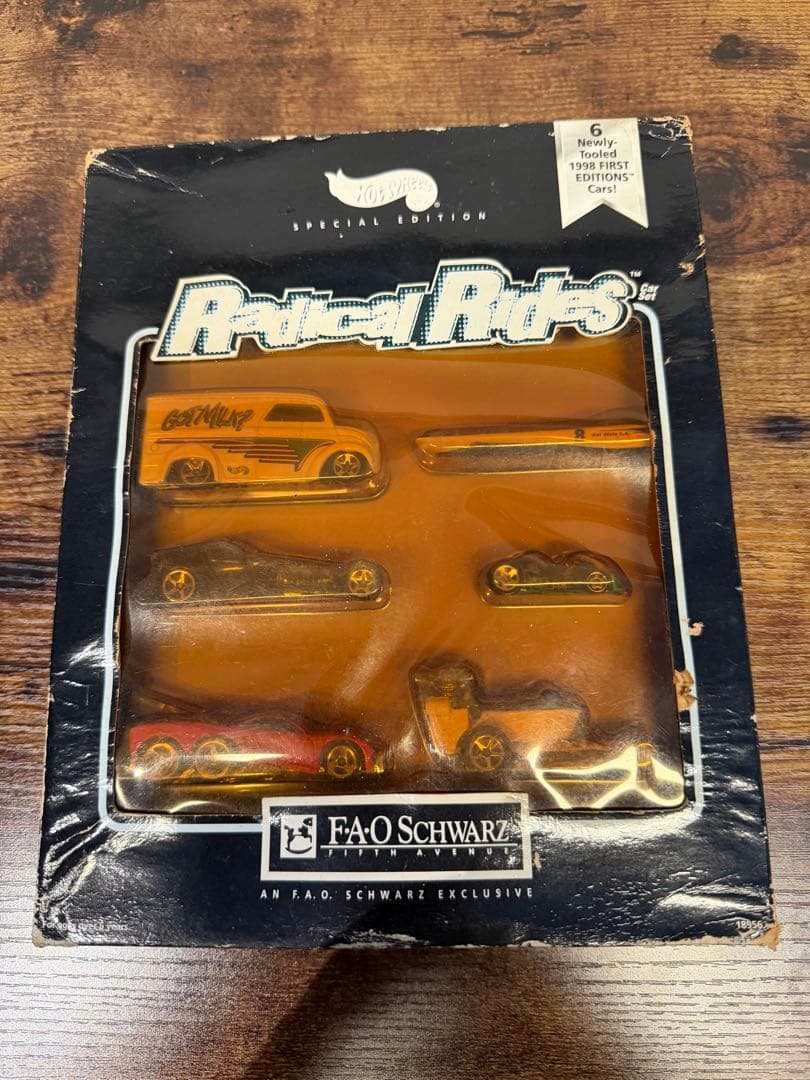 6
Newly-
Tooled
1998 FIRST
EDITIONS™
Cars!
Hot Wheels®
SPECIAL EDITION
Radical Rides™
Car
Set
GOT MILK?
F·A·O SCHWARZ
FIFTH AVENUE
AN F.A.O. SCHWARZ EXCLUSIVE
18956